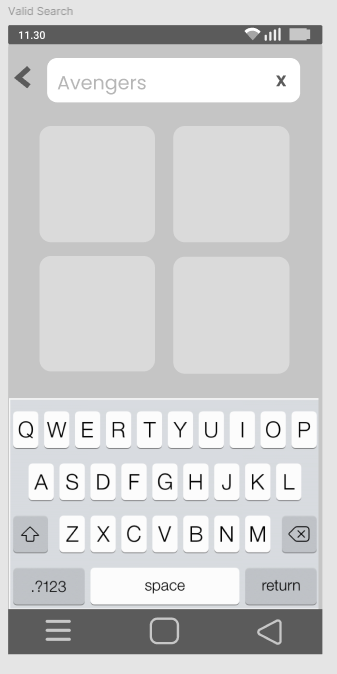 Valid Search
11.30
Avengers x
Q W E R T Y U I O P
A S D F G H J K L
Z X C V B N M
.?123 space return